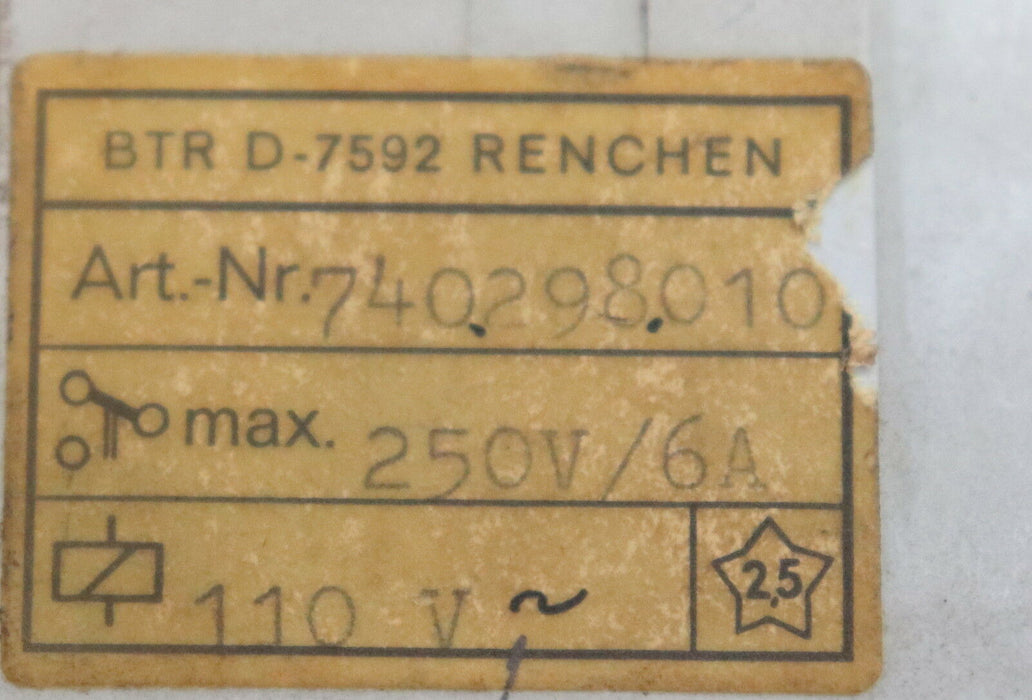 BTR D-7592 RENCHEN
Art.-Nr.740.298.010
max. 250V/6A
110 V ~
2,5